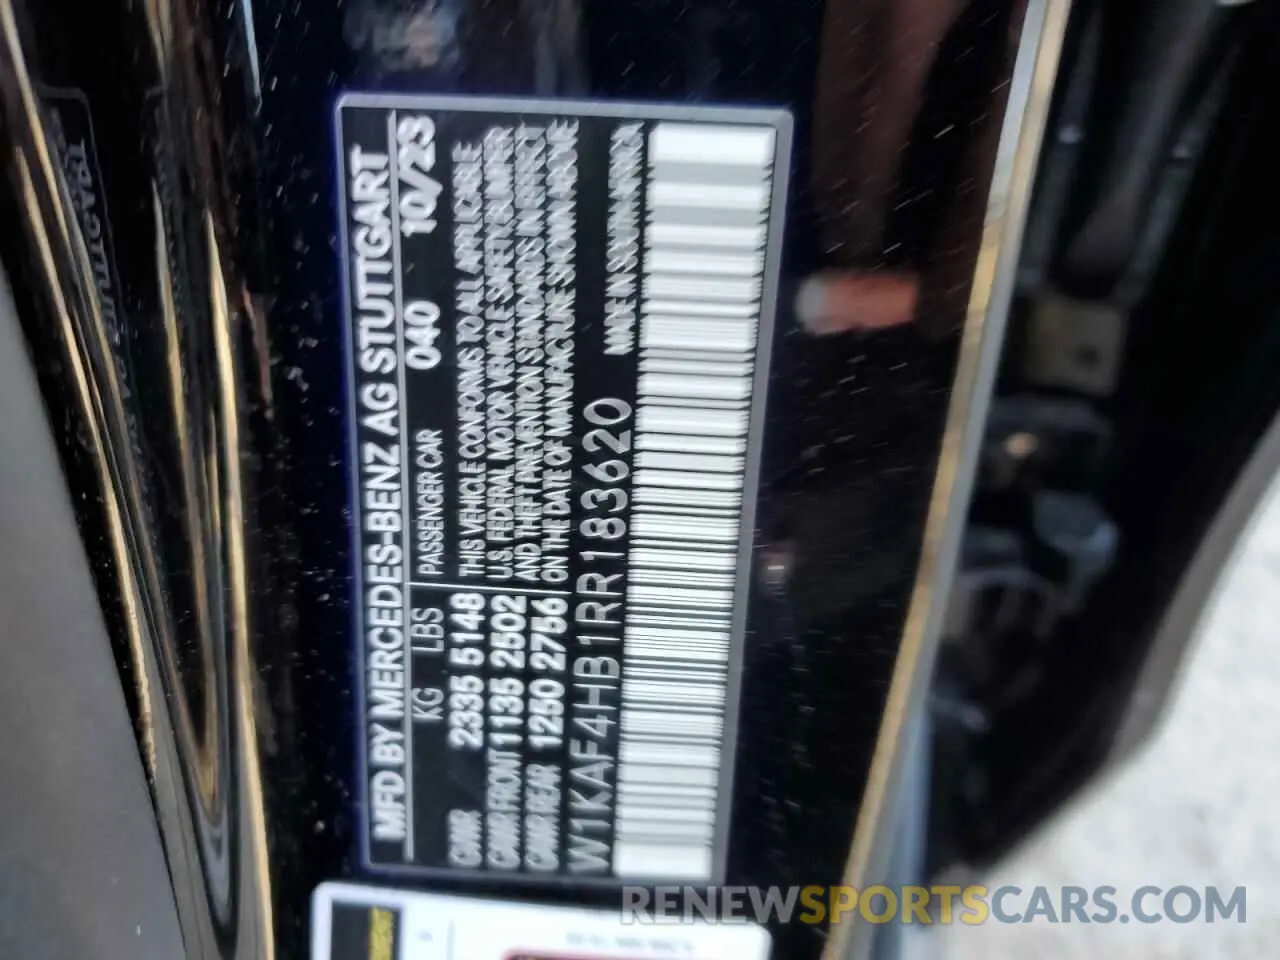 MFD BY MERCEDES-BENZ AG STUTTGART
KG LBS PASSENGER CAR 040 10/23
GVWR 2335 5148 THIS VEHICLE CONFORMS TO ALL APPLICABLE
GAWR FRONT 1135 2502 U.S. FEDERAL MOTOR VEHICLE SAFETY, BUMPER
GAWR REAR 1250 2756 AND THEFT PREVENTION STANDARDS IN EFFECT
ON THE DATE OF MANUFACTURE SHOWN ABOVE
W1KAF4HB1RR183620 MADE IN SOUTH AFRICA
RENEWSPORTSCARS.COM